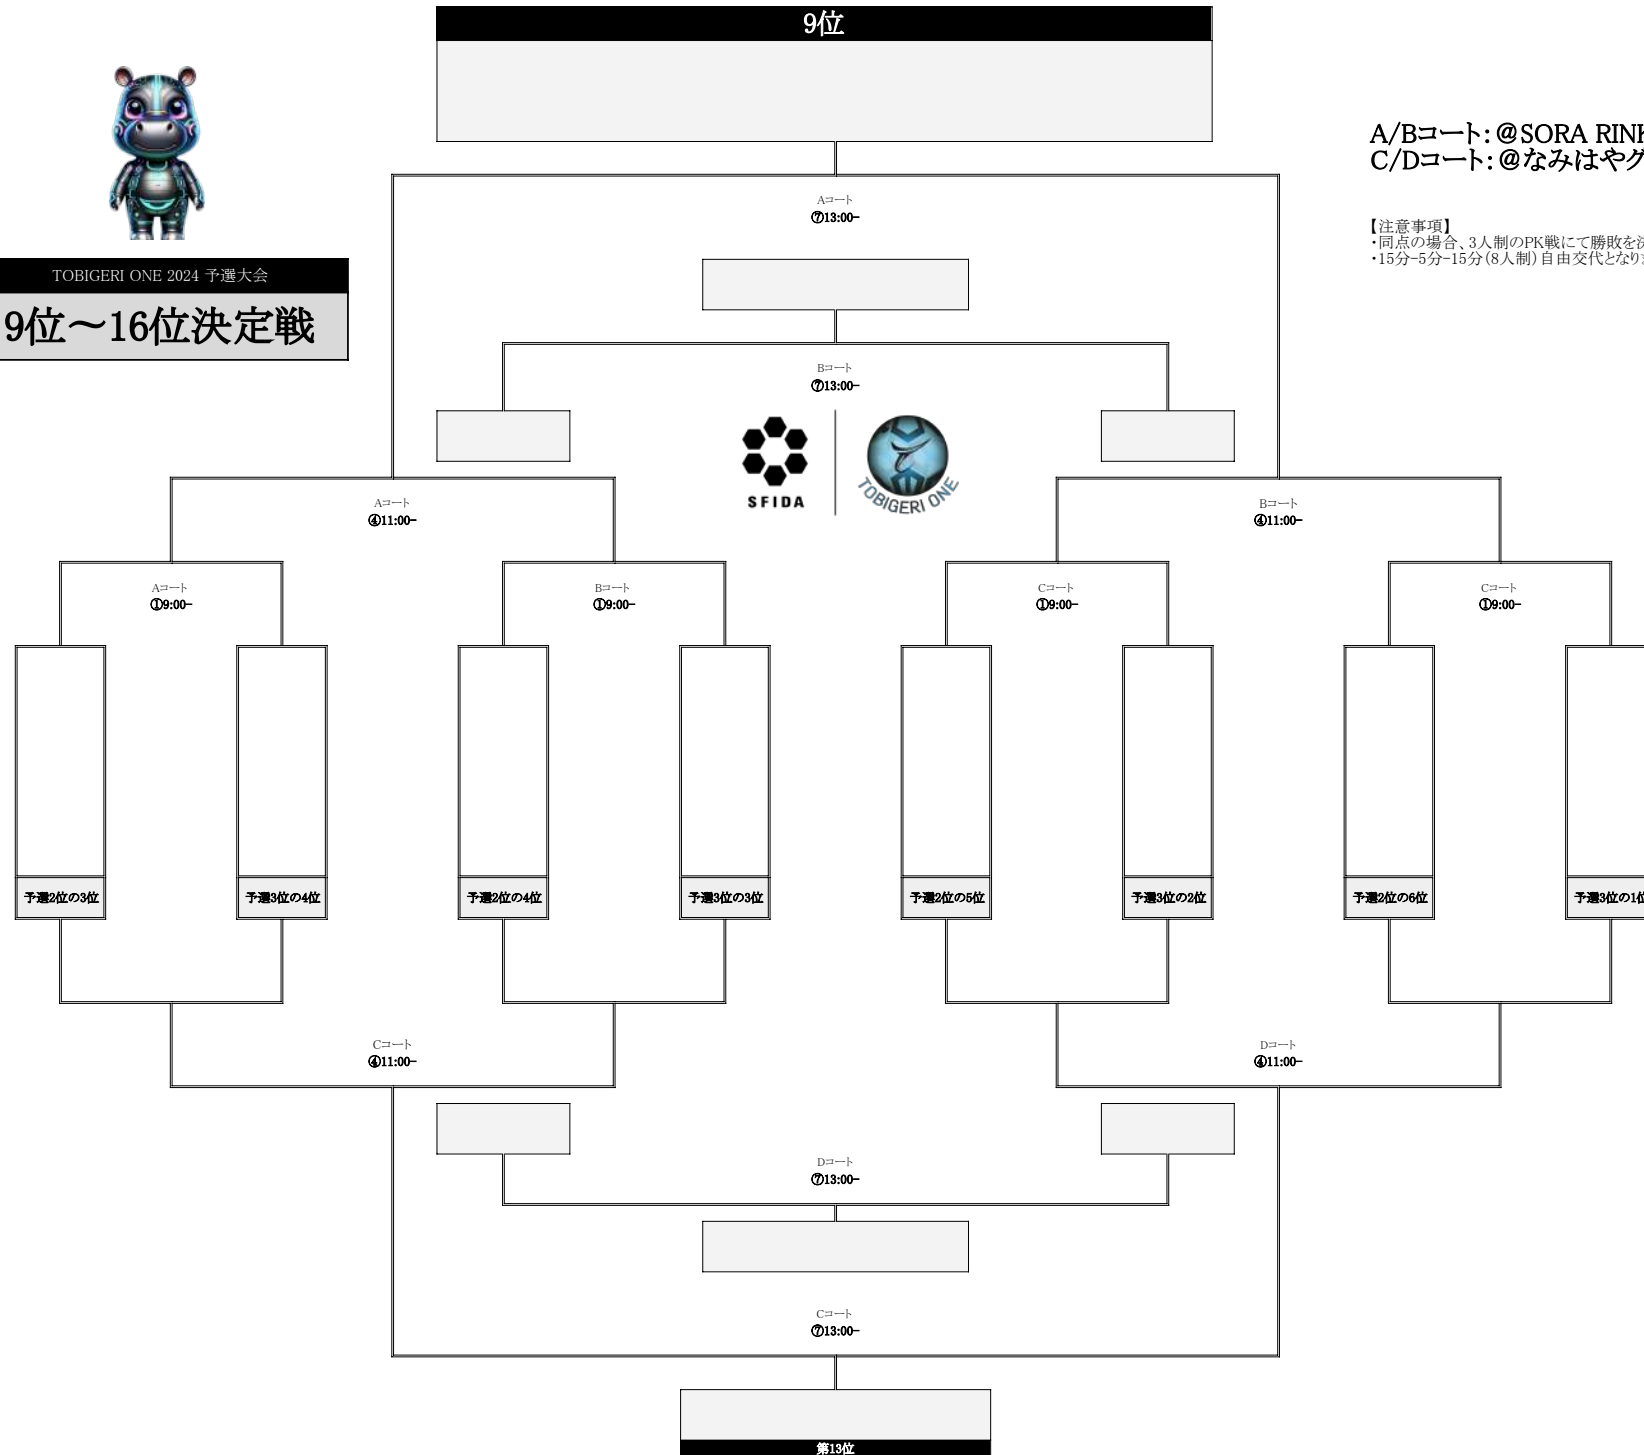 9位
A/Bコート：＠SORA RINK
C/Dコート：＠なみはやグ
【注意事項】
・同点の場合、3人制のPK戦にて勝敗を決
・15分-5分-15分（8人制）自由交代となりま
TOBIGERI ONE 2024 予選大会
9位～16位決定戦
Aコート
⑦13:00-
Bコート
⑦13:00-
SFIDA
TOBIGERI ONE
Aコート
④11:00-
Bコート
④11:00-
Aコート
①9:00-
Bコート
①9:00-
Cコート
①9:00-
Cコート
①9:00-
予選2位の3位
予選3位の4位
予選2位の4位
予選3位の3位
予選2位の5位
予選3位の2位
予選2位の6位
予選3位の1位
Cコート
④11:00-
Dコート
④11:00-
Dコート
⑦13:00-
Cコート
⑦13:00-
第13位